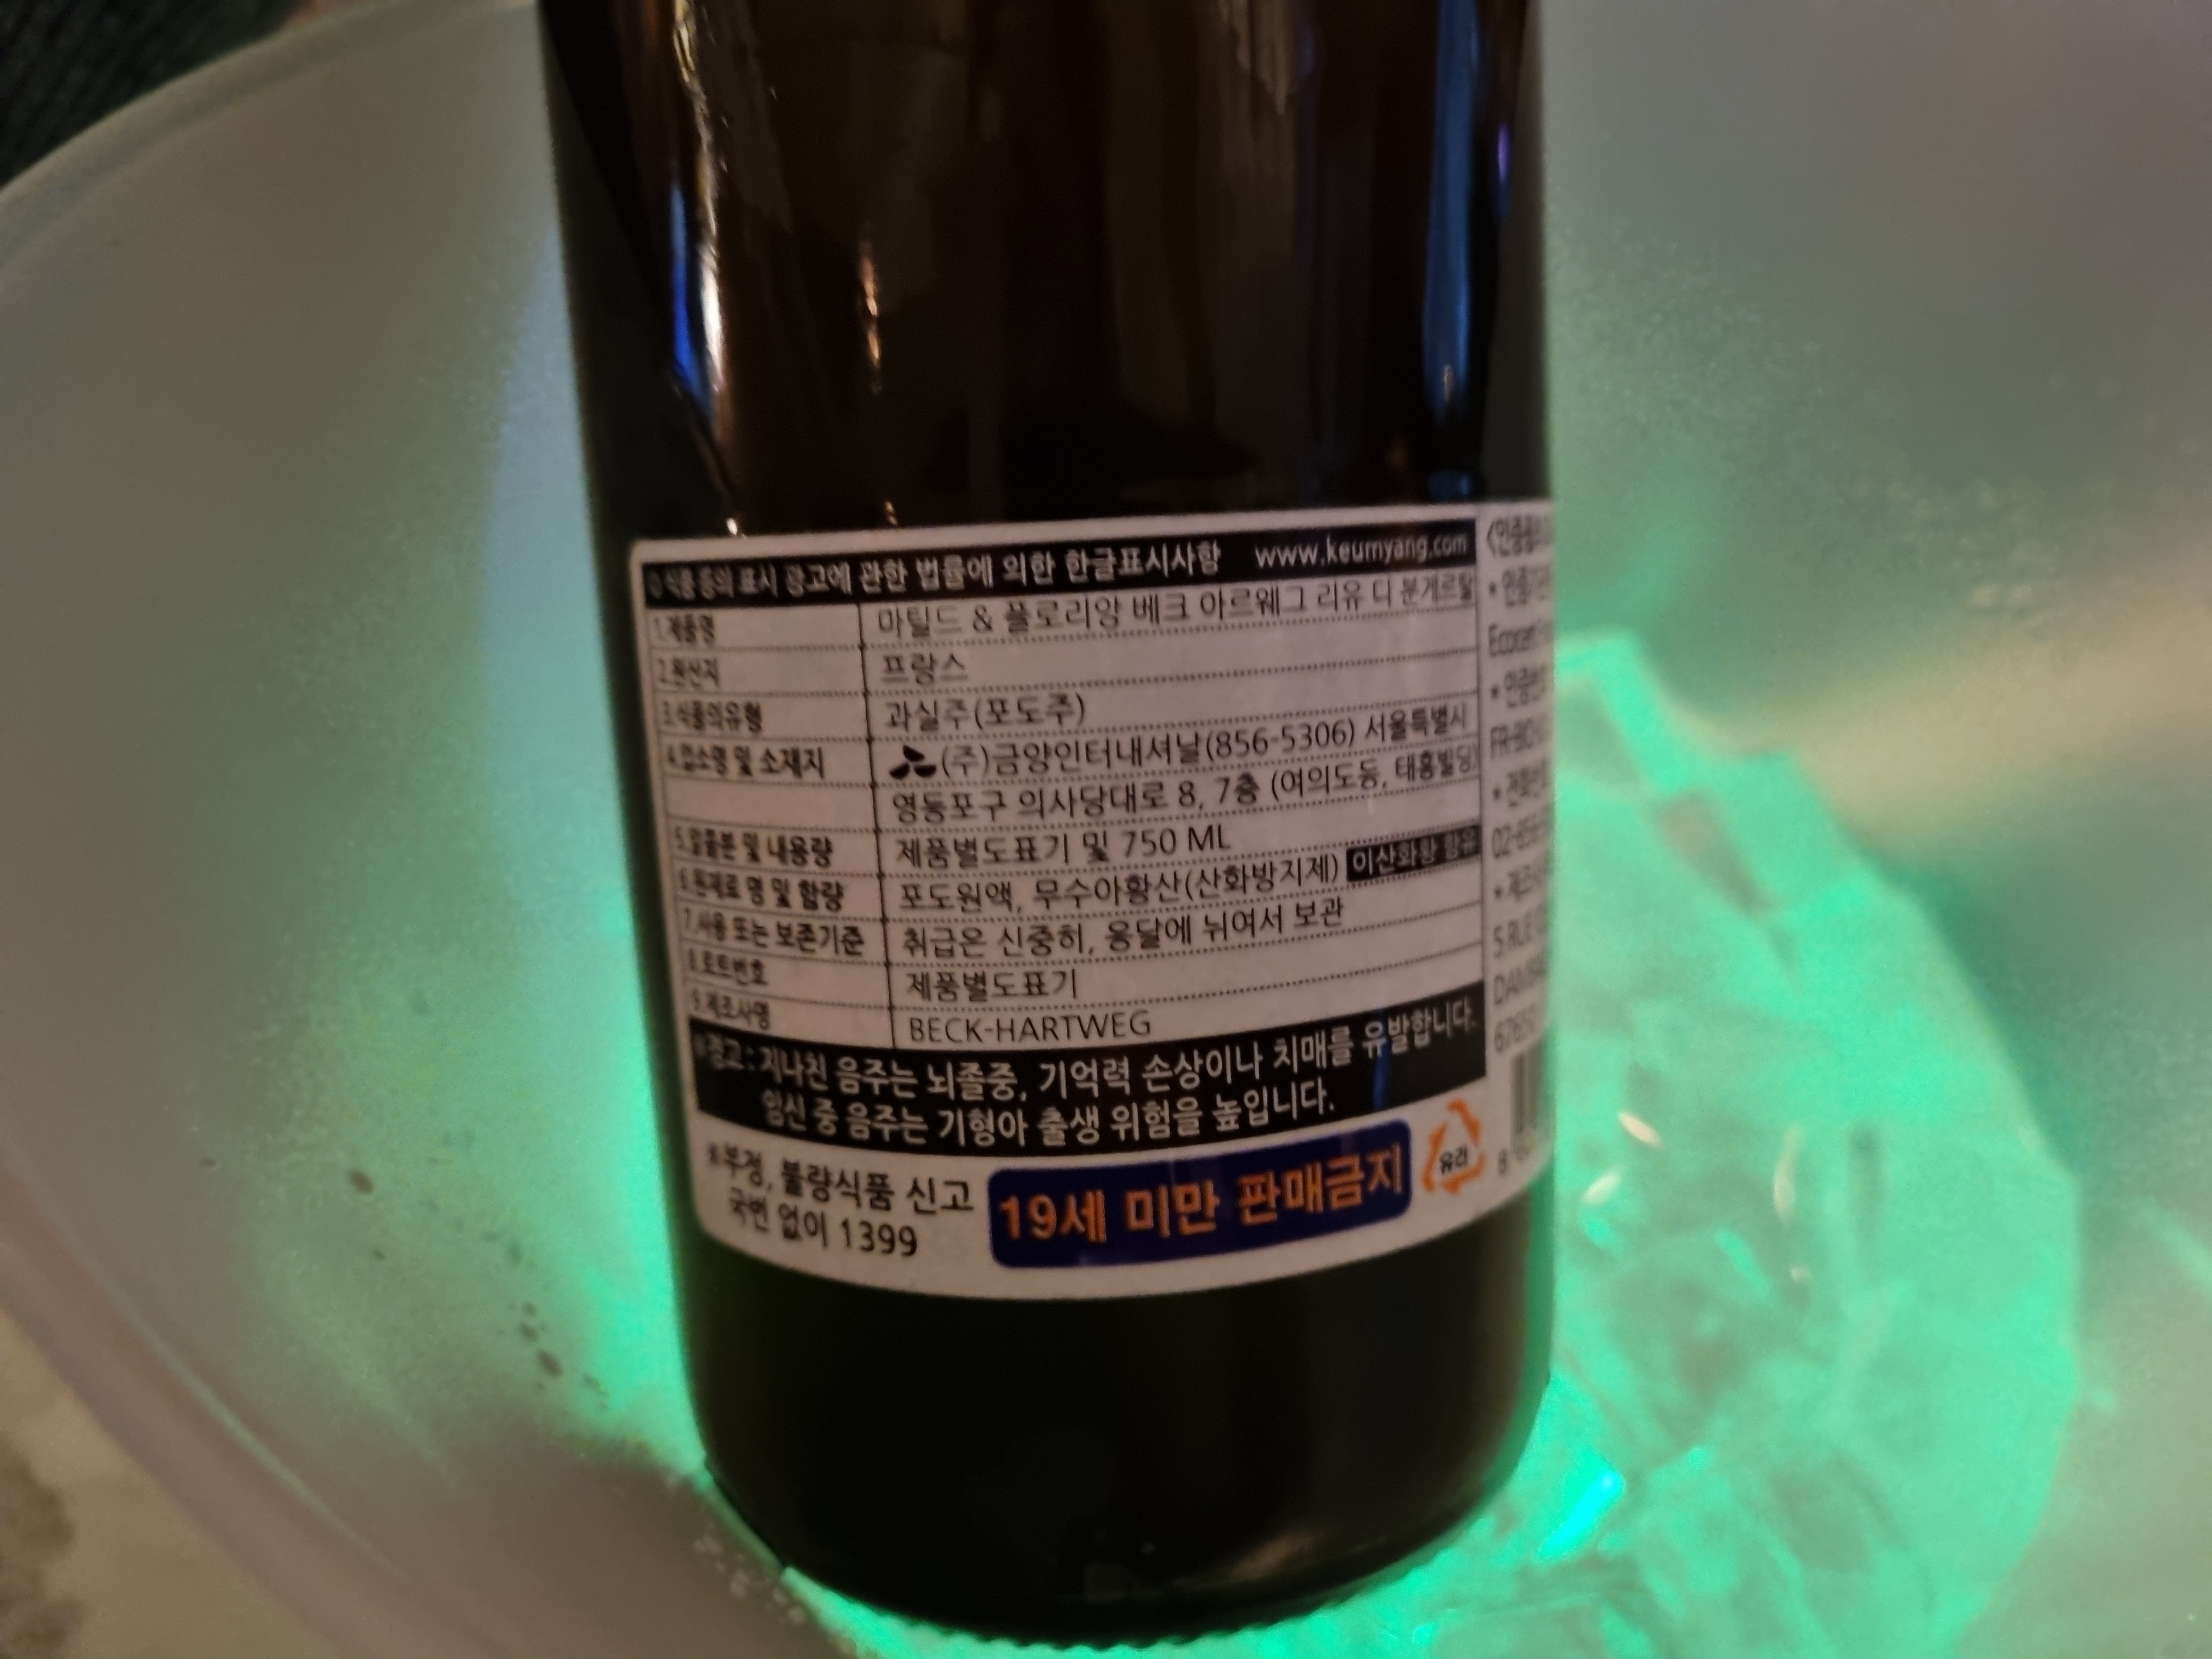 식품등의 표시 광고에 관한 법률에 의한 한글표시사항 www.keumyang.com
1.제품명 마틸드 & 플로리앙 베크 아르웨그 리유 디 분게르탈
2.원산지 프랑스
3.식품의유형 과실주(포도주)
4.업소명 및 소재지 (주)금양인터내셔날(856-5306) 서울특별시
영등포구 의사당대로 8, 7층 (여의도동, 태흥빌딩)
5.알콜분 및 내용량 제품별도표기 및 750 ML
6.원재료 명 및 함량 포도원액, 무수아황산(산화방지제) 이산화황 함유
7.사용 또는 보존기준 취급은 신중히, 응달에 뉘여서 보관
8.로트번호 제품별도표기
9.제조사명 BECK-HARTWEG
※경고 : 지나친 음주는 뇌졸중, 기억력 손상이나 치매를 유발합니다.
임신 중 음주는 기형아 출생 위험을 높입니다.
※부정, 불량식품 신고
국번 없이 1399
19세 미만 판매금지
유리
Ecocert
5 RUE